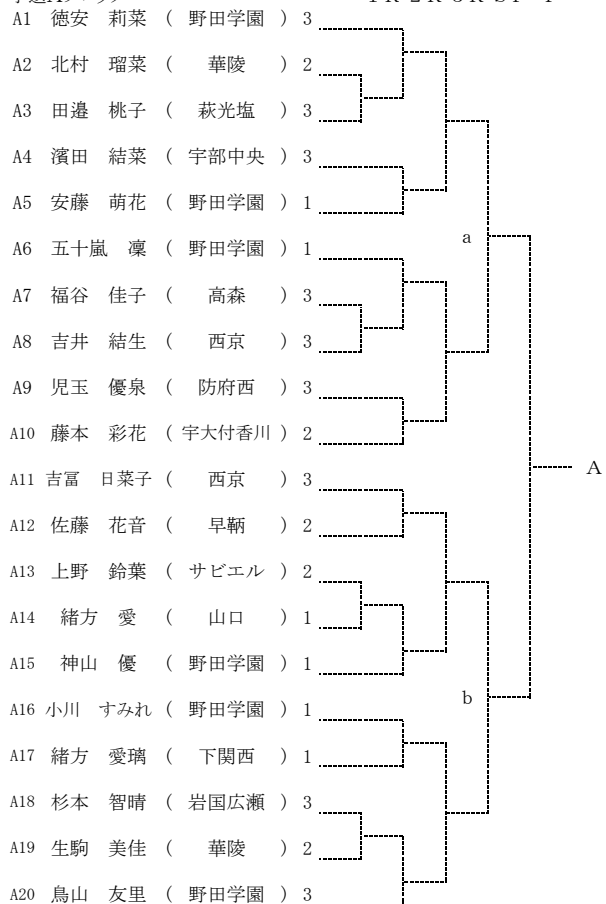 A1 徳安 莉菜 ( 野田学園 ) 3
A2 北村 瑠菜 ( 華陵 ) 2
A3 田邉 桃子 ( 萩光塩 ) 3
A4 濱田 結菜 ( 宇部中央 ) 3
A5 安藤 萌花 ( 野田学園 ) 1
A6 五十嵐 凜 ( 野田学園 ) 1
a
A7 福谷 佳子 ( 高森 ) 3
A8 吉井 結生 ( 西京 ) 3
A9 児玉 優泉 ( 防府西 ) 3
A10 藤本 彩花 ( 宇大付香川 ) 2
A
A11 吉冨 日菜子 ( 西京 ) 3
A12 佐藤 花音 ( 早鞆 ) 2
A13 上野 鈴葉 ( サビエル ) 2
A14 緒方 愛 ( 山口 ) 1
A15 神山 優 ( 野田学園 ) 1
b
A16 小川 すみれ ( 野田学園 ) 1
A17 緒方 愛璃 ( 下関西 ) 1
A18 杉本 智晴 ( 岩国広瀬 ) 3
A19 生駒 美佳 ( 華陵 ) 2
A20 鳥山 友里 ( 野田学園 ) 3